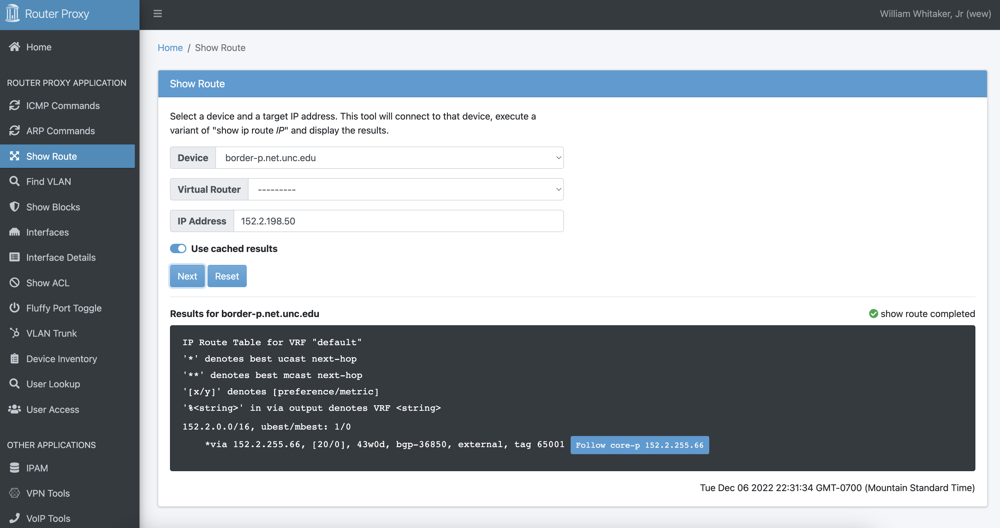 Router Proxy
William Whitaker, Jr (wew)
Home
ROUTER PROXY APPLICATION
ICMP Commands
ARP Commands
Show Route
Find VLAN
Show Blocks
Interfaces
Interface Details
Show ACL
Fluffy Port Toggle
VLAN Trunk
Device Inventory
User Lookup
User Access
OTHER APPLICATIONS
IPAM
VPN Tools
VoIP Tools
Home / Show Route
Show Route
Select a device and a target IP address. This tool will connect to that device, execute a
variant of "show ip route IP" and display the results.
Device border-p.net.unc.edu
Virtual Router ---------
IP Address 152.2.198.50
Use cached results
Next Reset
Results for border-p.net.unc.edu show route completed
IP Route Table for VRF "default"
'*' denotes best ucast next-hop
'**' denotes best mcast next-hop
'[x/y]' denotes [preference/metric]
'%<string>' in via output denotes VRF <string>
152.2.0.0/16, ubest/mbest: 1/0
*via 152.2.255.66, [20/0], 43w0d, bgp-36850, external, tag 65001 Follow core-p 152.2.255.66
Tue Dec 06 2022 22:31:34 GMT-0700 (Mountain Standard Time)